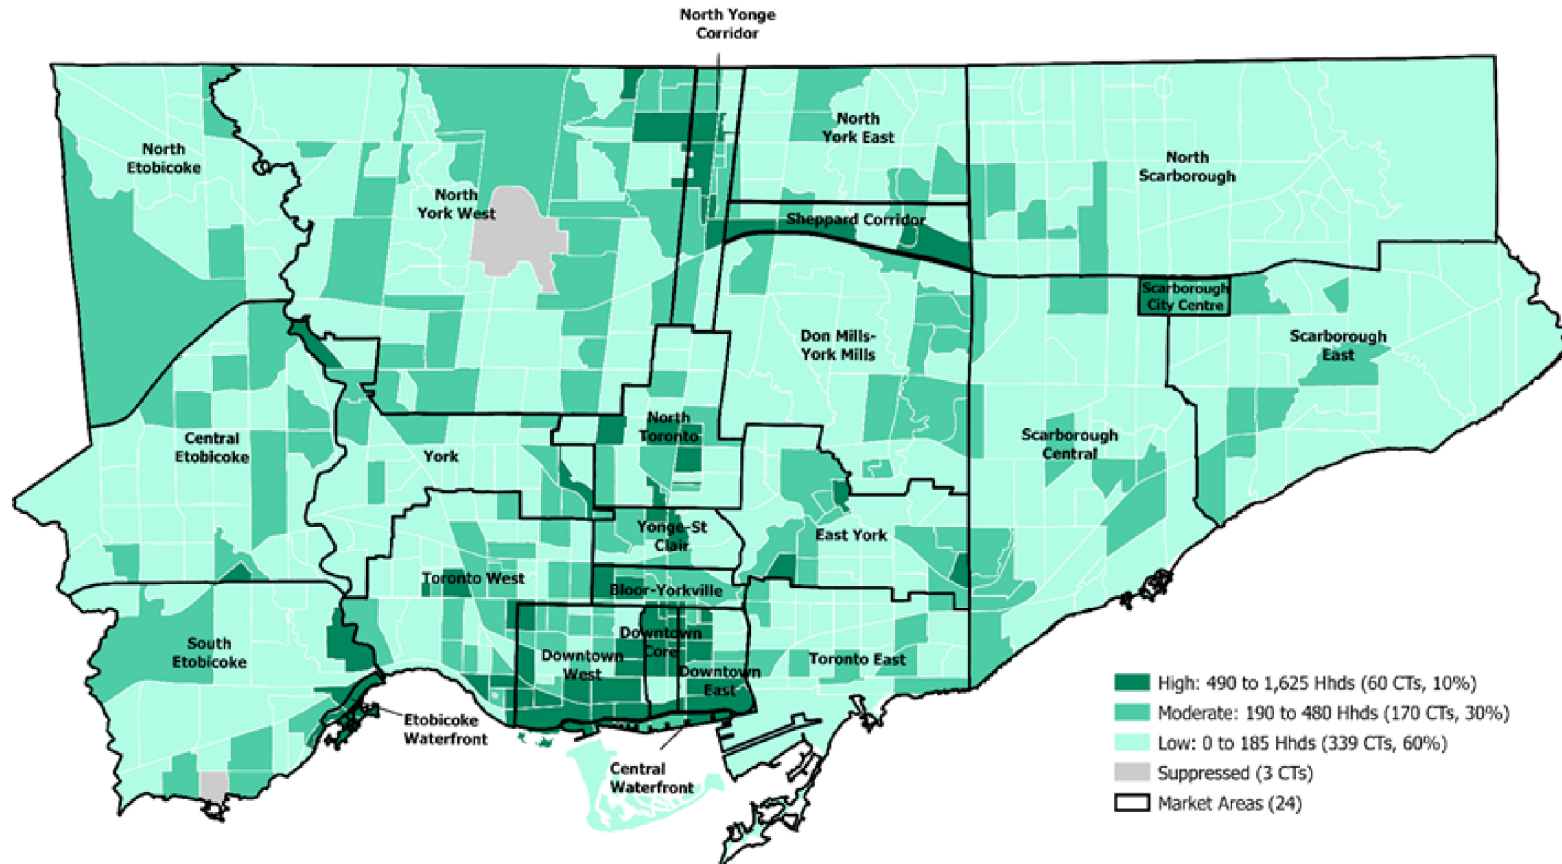 North Yonge
Corridor
North
Etobicoke
North
York West
North
York East
North
Scarborough
Sheppard Corridor
Scarborough
City Centre
Don Mills-
York Mills
Scarborough
East
Central
Etobicoke
York
North
Toronto
Scarborough
Central
Yonge-St
Clair
East York
Toronto West
Bloor-Yorkville
South
Etobicoke
Downtown
West
Downtown
Core
Downtown
East
Toronto East
Etobicoke
Waterfront
Central
Waterfront
High: 490 to 1,625 Hhds (60 CTs, 10%)
Moderate: 190 to 480 Hhds (170 CTs, 30%)
Low: 0 to 185 Hhds (339 CTs, 60%)
Suppressed (3 CTs)
Market Areas (24)